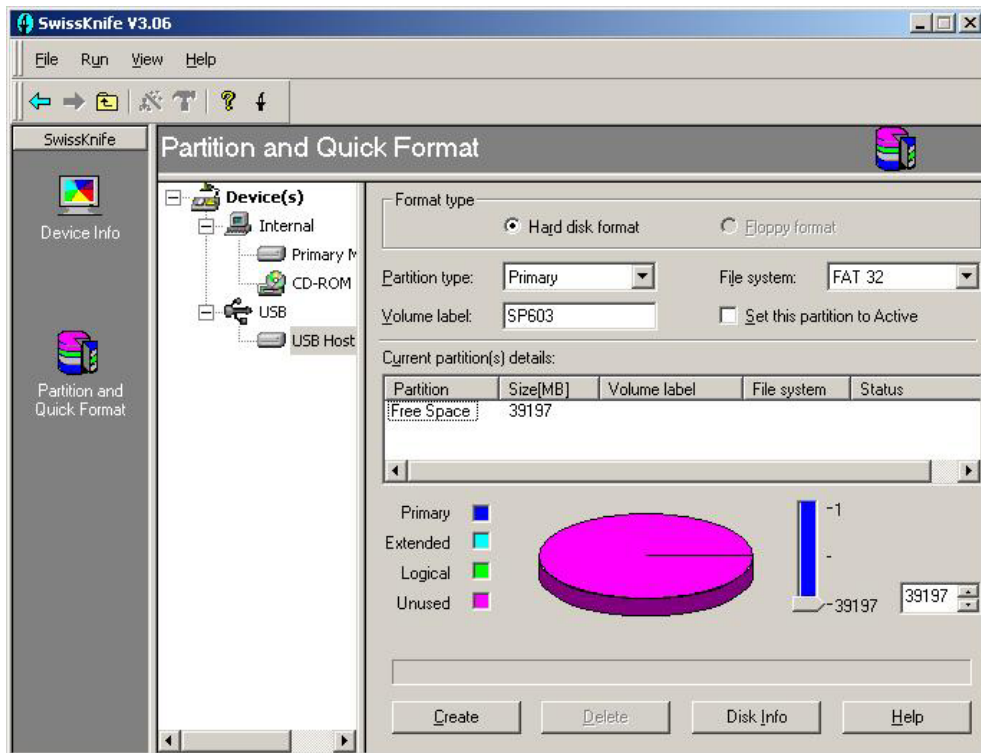 SwissKnife V3.06
File Run View Help
SwissKnife
Device Info
Partition and
Quick Format
Partition and Quick Format
Device(s)
Internal
Primary M
CD-ROM
USB
USB Host
Format type
Hard disk format
Floppy format
Partition type:
Primary
File system:
FAT 32
Volume label:
SP603
Set this partition to Active
Current partition(s) details:
Partition Size[MB] Volume label File system Status
Free Space 39197
Primary
Extended
Logical
Unused
-1
-
-39197
39197
Create Delete Disk Info Help